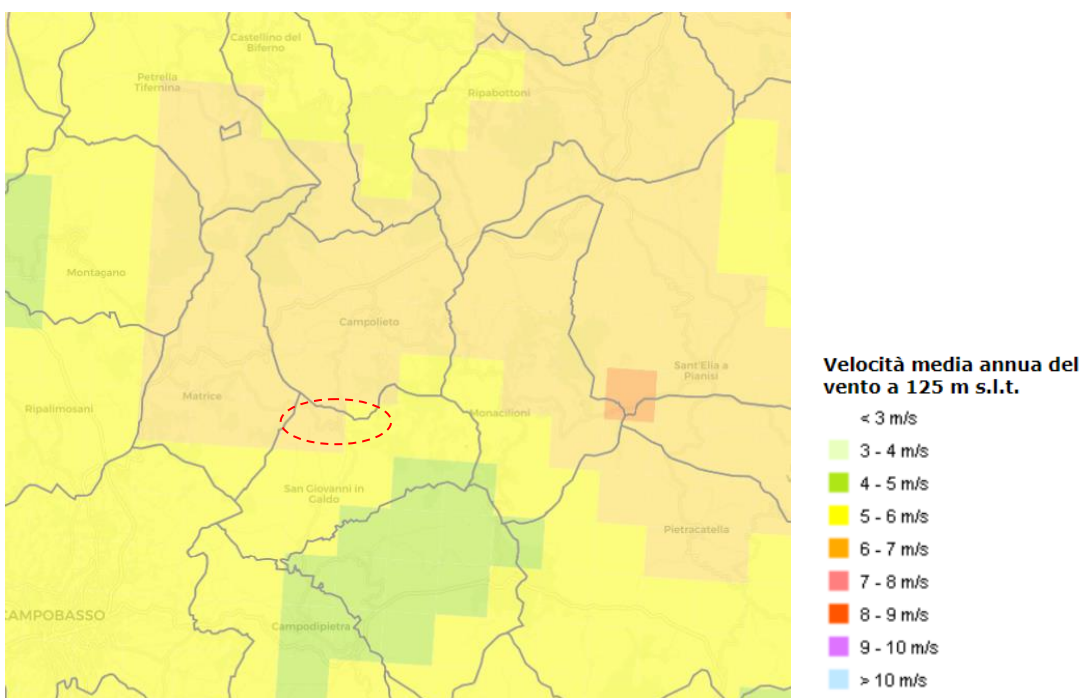 Castellino del
Biferno
Petrella
Tifernina
Ripabottoni
Montagano
Campolieto
Sant'Elia a
Pianisi
Matrice
Ripalimosani
Monacilioni
San Giovanni in
Galdo
Pietracatella
CAMPOBASSO
Campodipietra
Velocità media annua del
vento a 125 m s.l.t.
< 3 m/s
3 - 4 m/s
4 - 5 m/s
5 - 6 m/s
6 - 7 m/s
7 - 8 m/s
8 - 9 m/s
9 - 10 m/s
> 10 m/s